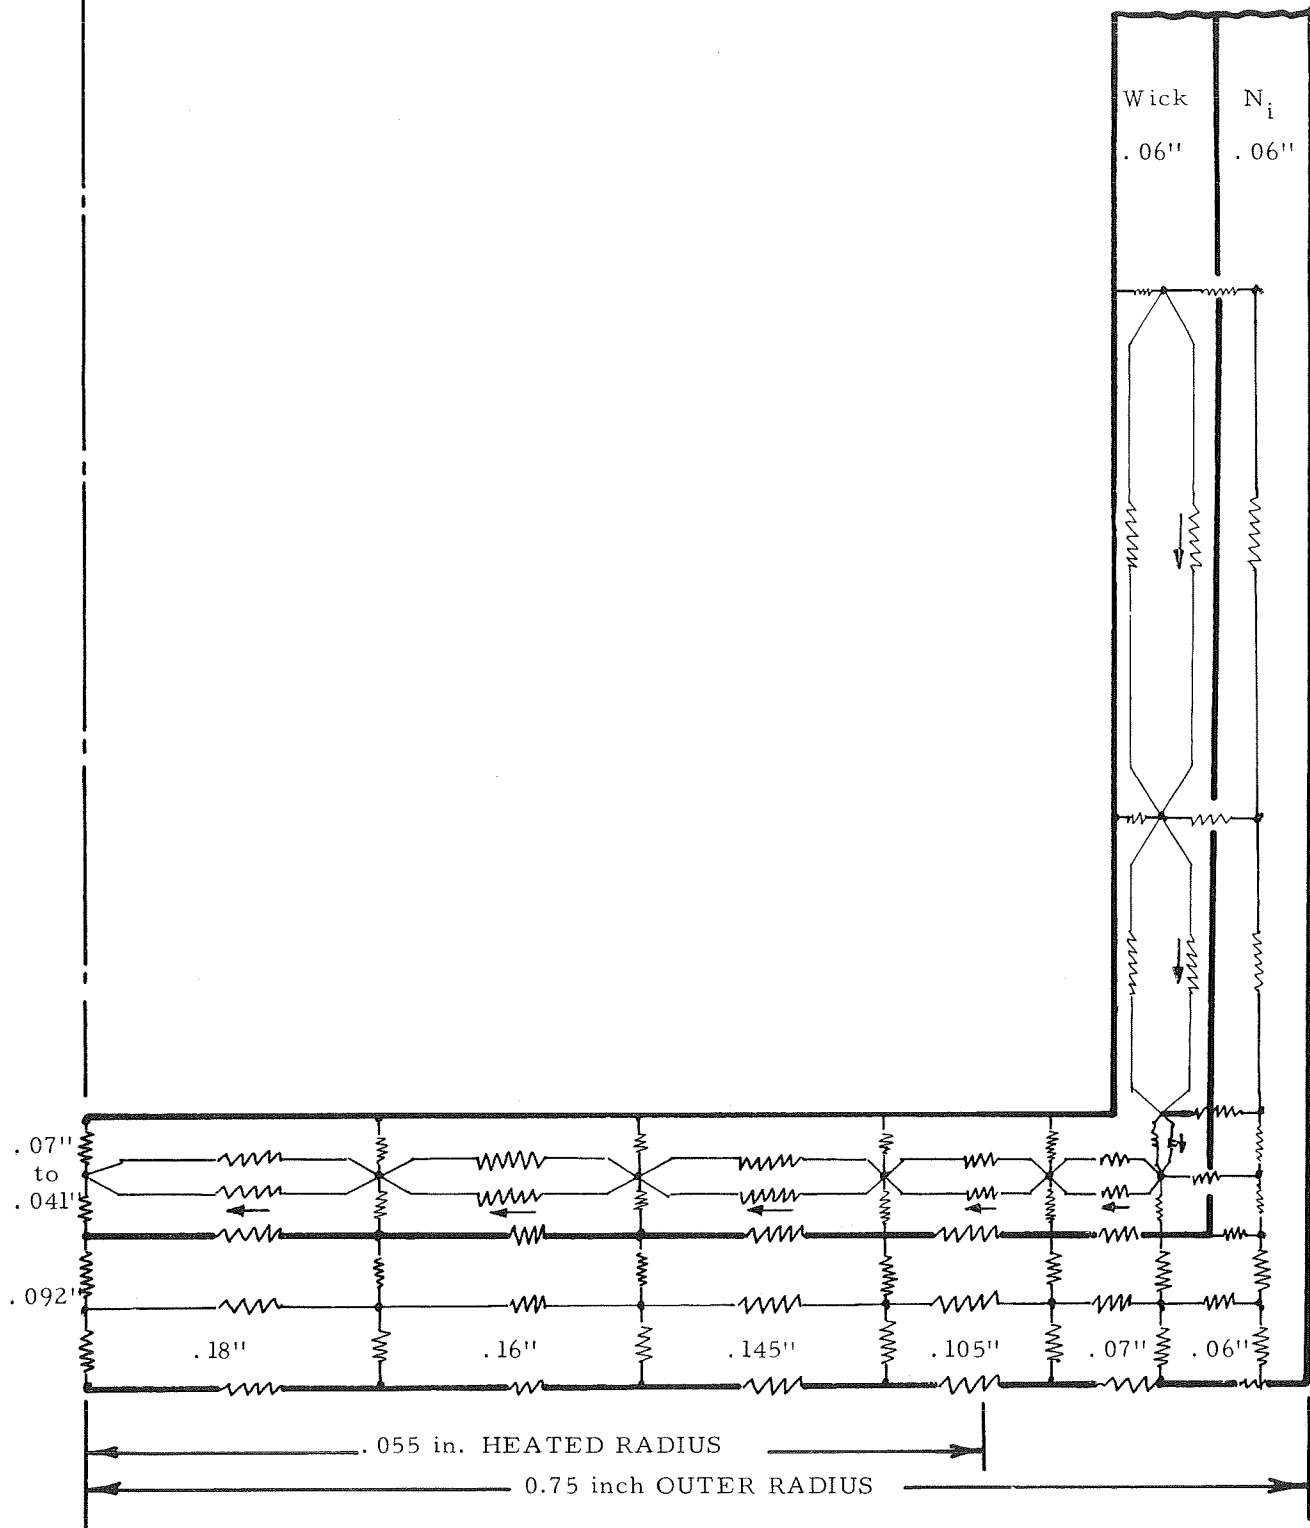 Wick N_i
.06" .06"
.07"
to
.041"
.092"
.18" .16" .145" .105" .07" .06"
.055 in. HEATED RADIUS
0.75 inch OUTER RADIUS